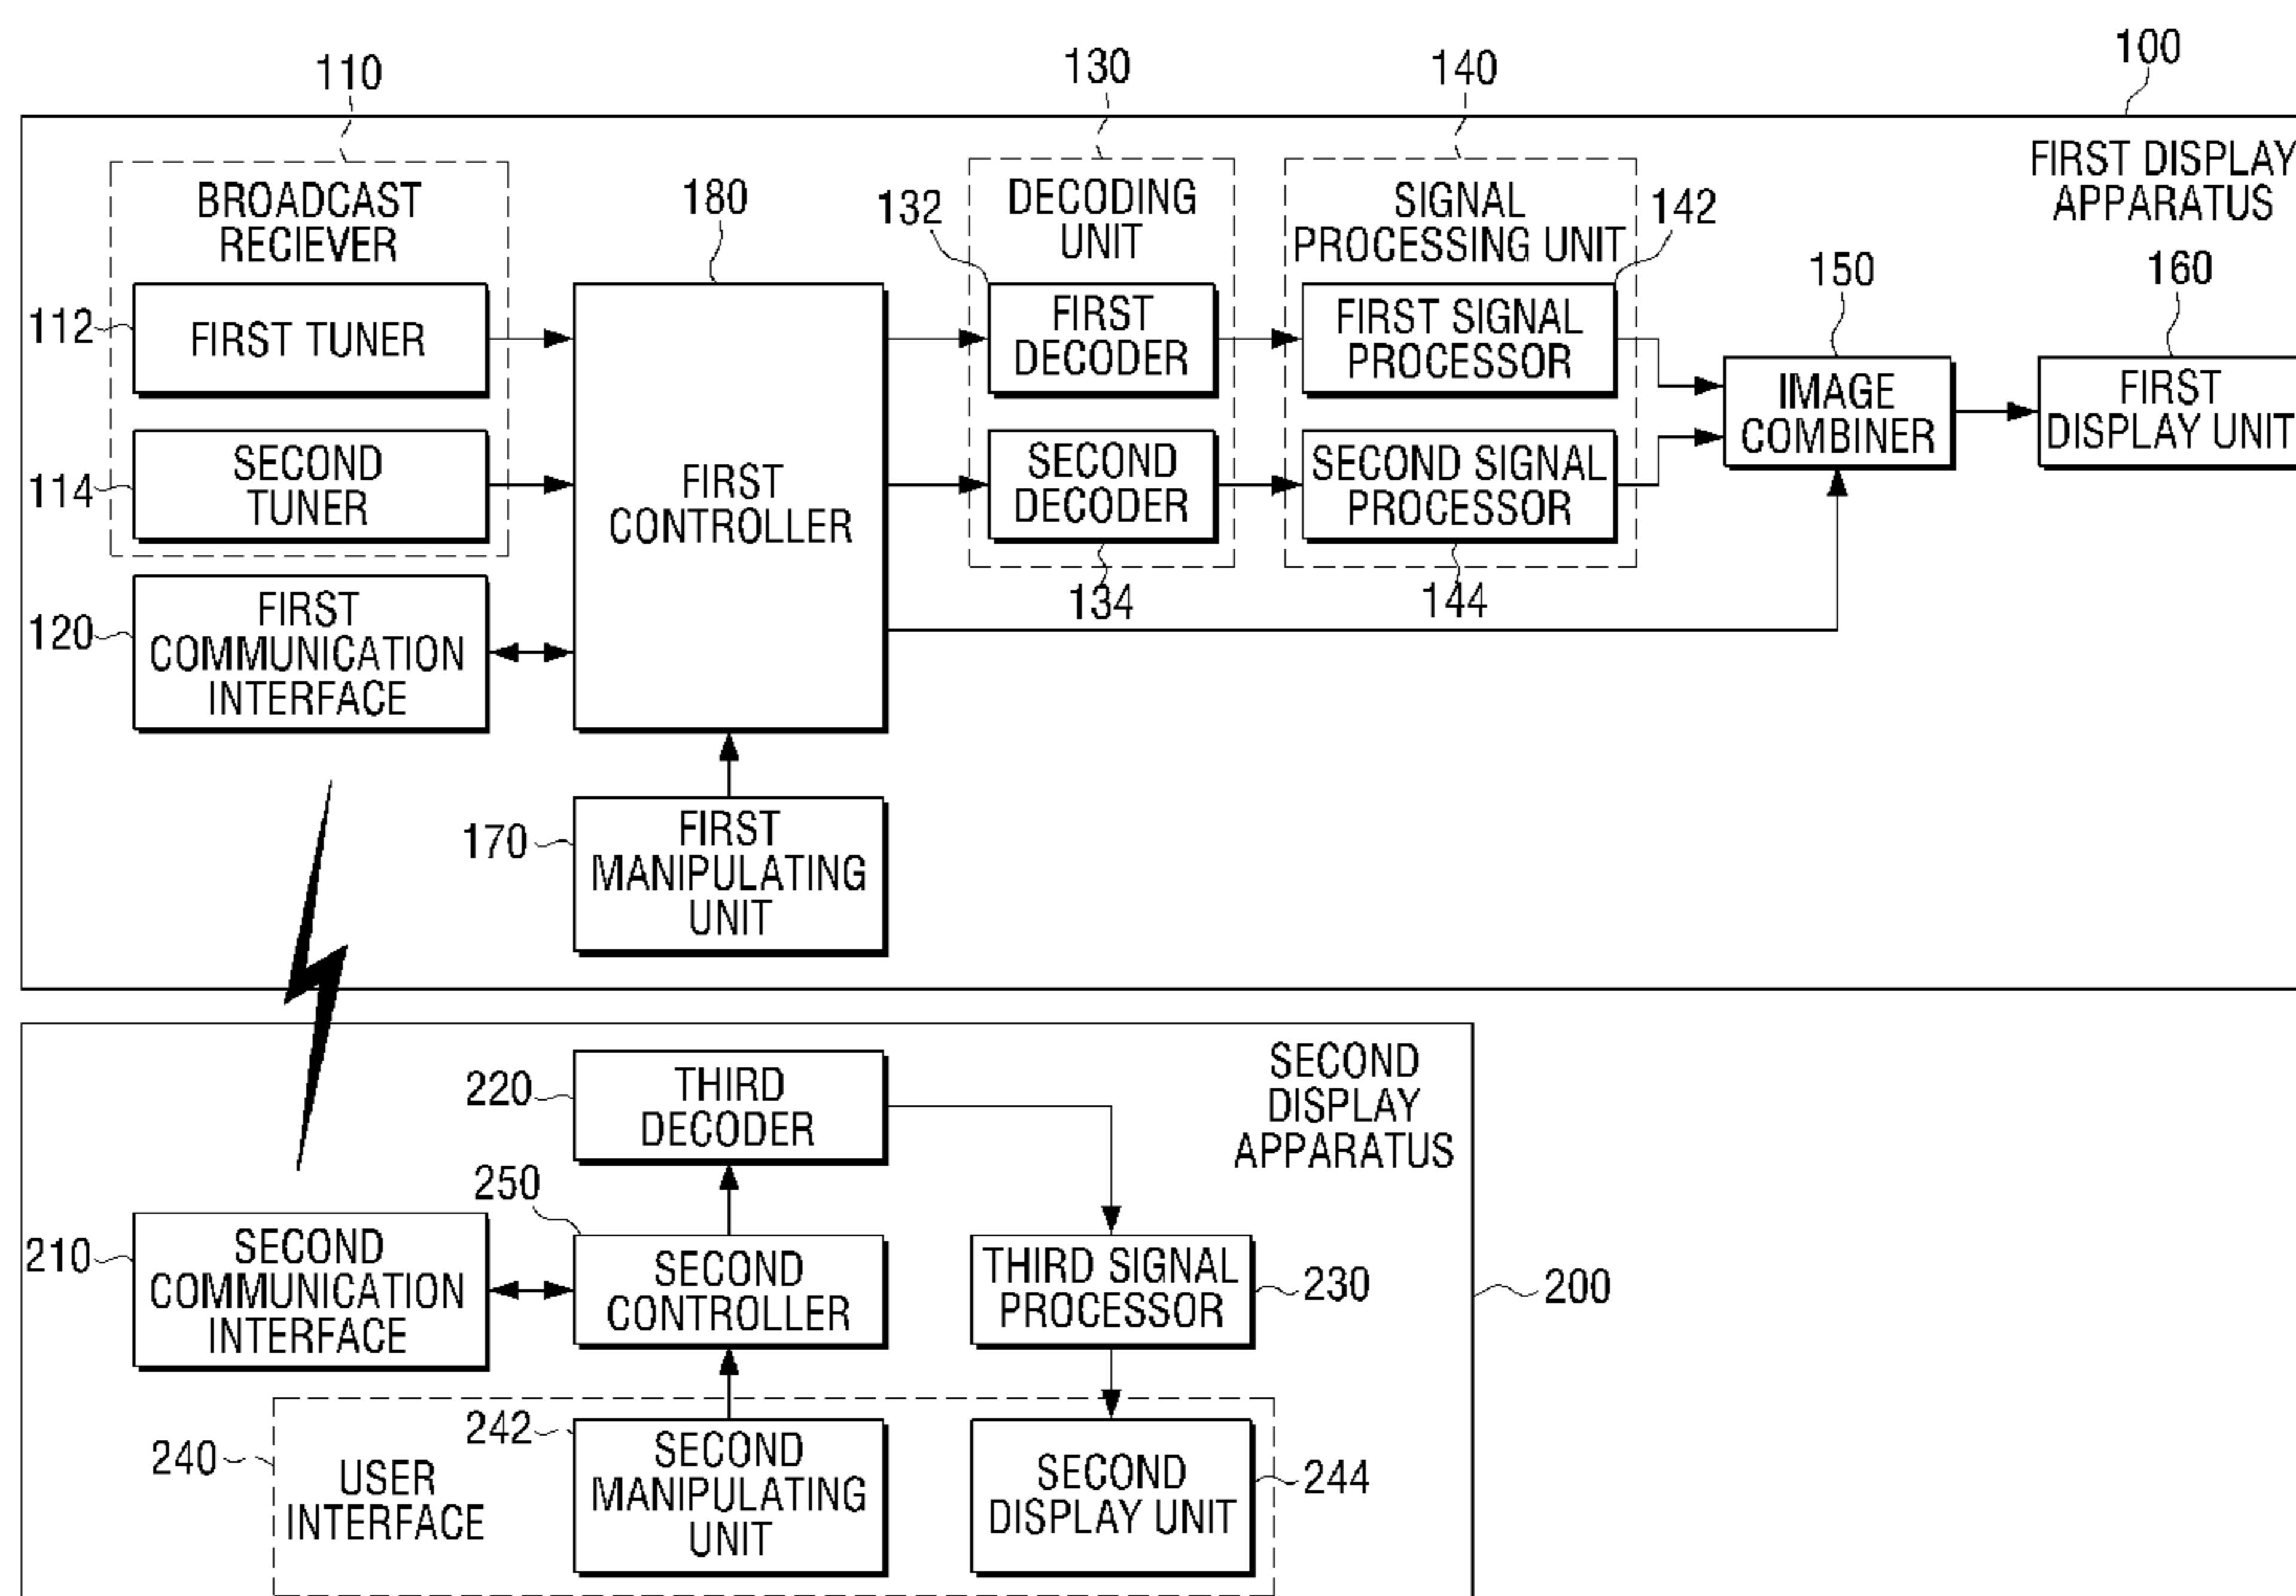 110
130
140
100
FIRST DISPLAY
APPARATUS
BROADCAST
RECIEVER
180
132
DECODING
UNIT
SIGNAL
PROCESSING UNIT
142
150
160
112
FIRST TUNER
FIRST
DECODER
FIRST SIGNAL
PROCESSOR
IMAGE
COMBINER
FIRST
DISPLAY UNIT
114
SECOND
TUNER
FIRST
CONTROLLER
SECOND
DECODER
SECOND SIGNAL
PROCESSOR
134
144
120
FIRST
COMMUNICATION
INTERFACE
170
FIRST
MANIPULATING
UNIT
220
THIRD
DECODER
SECOND
DISPLAY
APPARATUS
250
210
SECOND
COMMUNICATION
INTERFACE
SECOND
CONTROLLER
THIRD SIGNAL
PROCESSOR
230
200
240
USER
INTERFACE
242
SECOND
MANIPULATING
UNIT
SECOND
DISPLAY UNIT
244